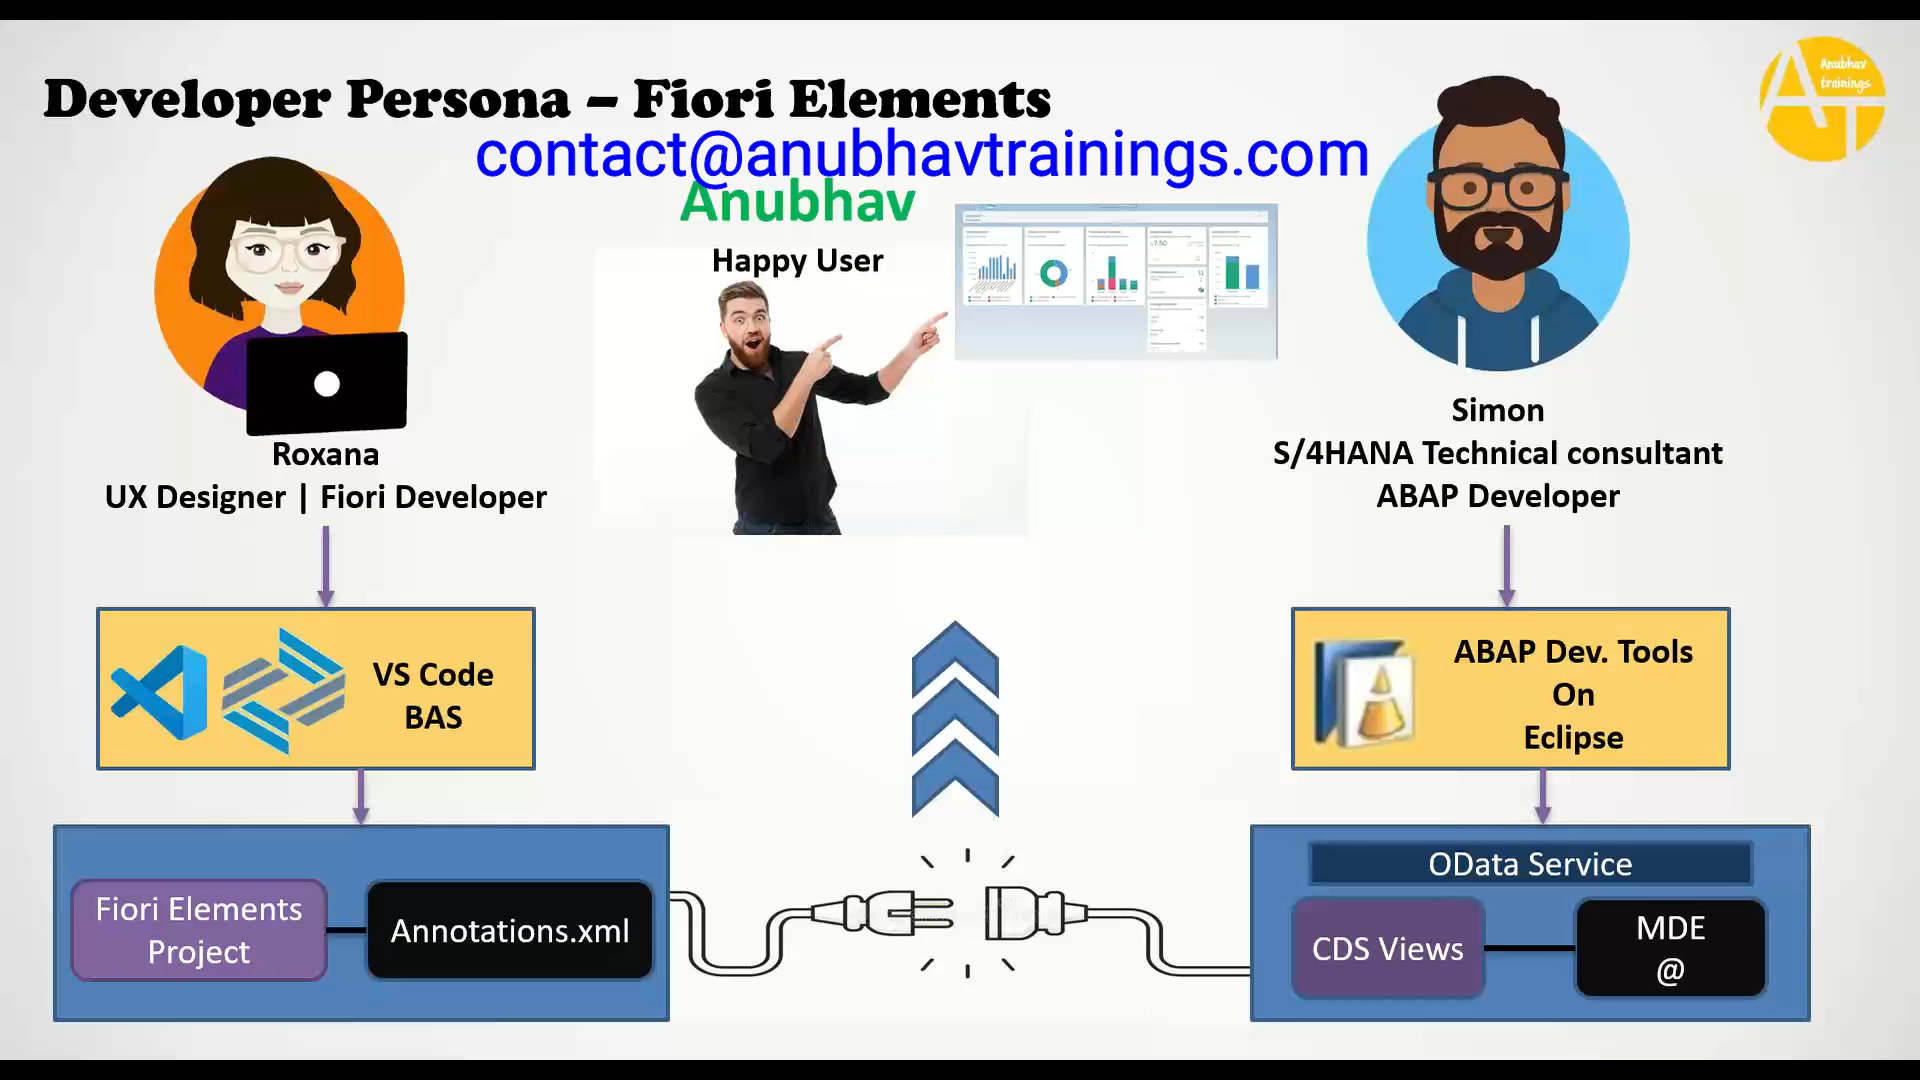 Developer Persona – Fiori Elements
Anubhav
trainings
contact@anubhavtrainings.com
Anubhav
Happy User
7.50
Roxana
UX Designer | Fiori Developer
Simon
S/4HANA Technical consultant
ABAP Developer
VS Code
BAS
ABAP Dev. Tools
On
Eclipse
Fiori Elements
Project
Annotations.xml
OData Service
CDS Views
MDE
@